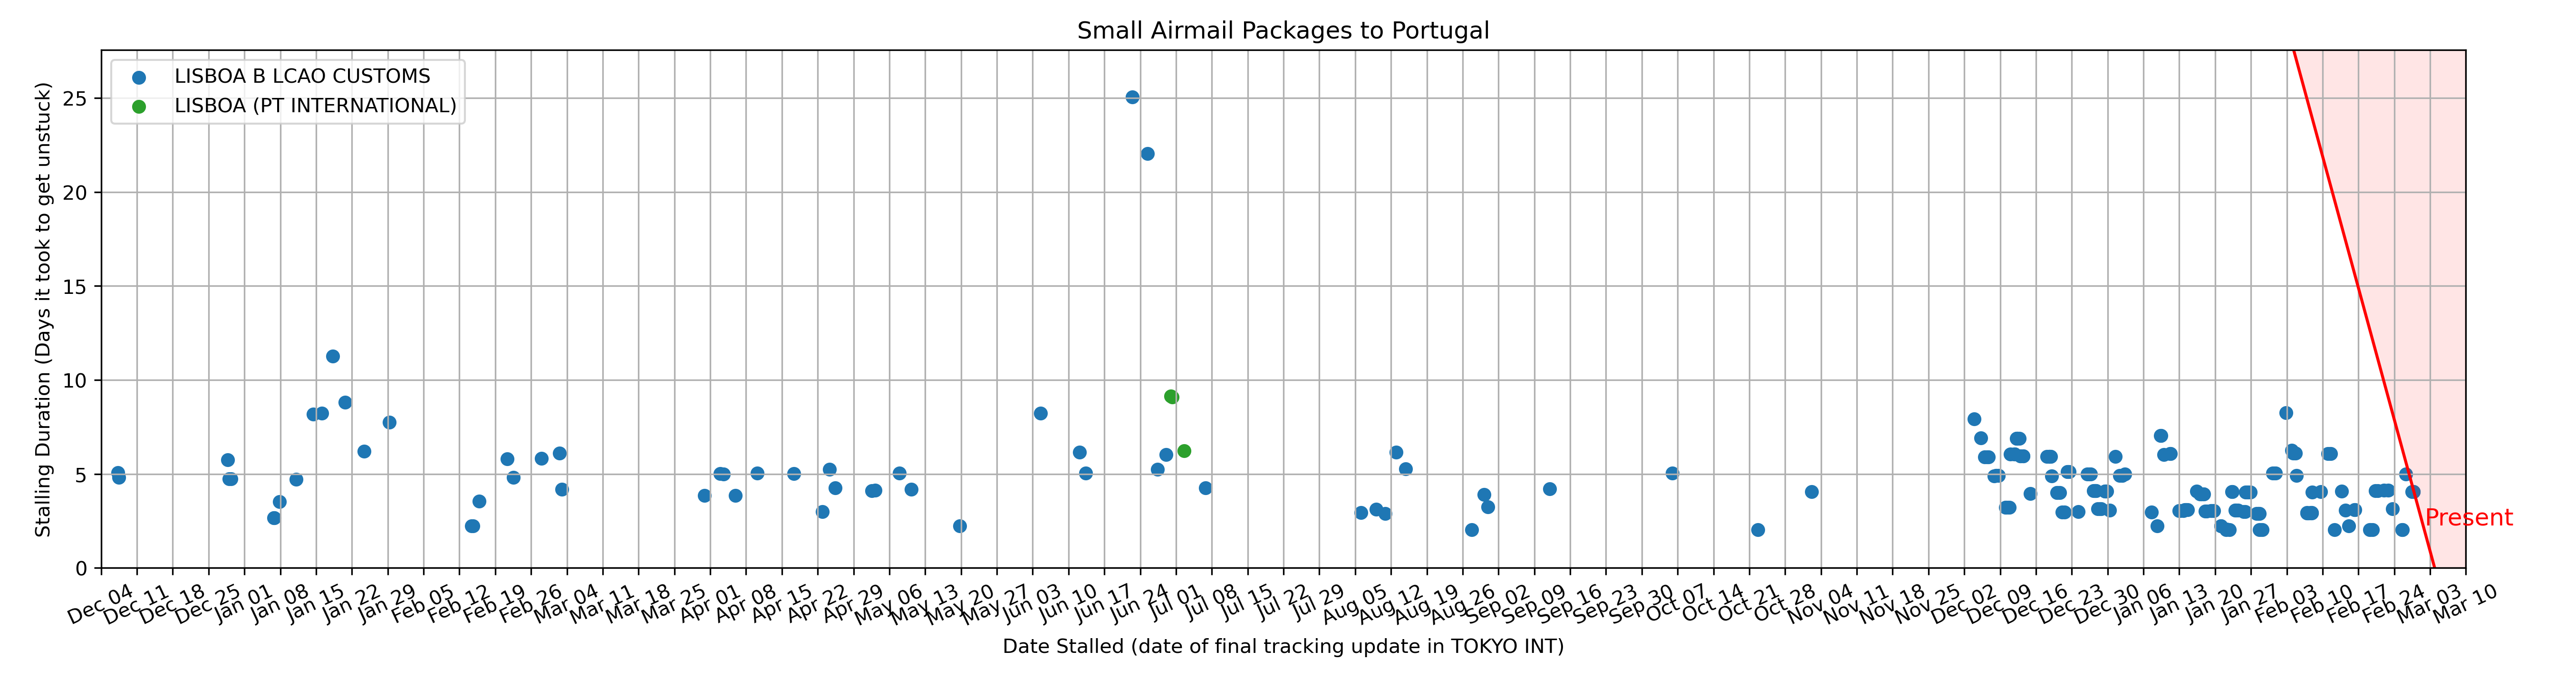 Small Airmail Packages to Portugal
LISBOA B LCAO CUSTOMS
LISBOA (PT INTERNATIONAL)
Stalling Duration (Days it took to get unstuck)
25
20
15
10
5
0
Present
Dec 04
Dec 11
Dec 18
Dec 25
Jan 01
Jan 08
Jan 15
Jan 22
Jan 29
Feb 05
Feb 12
Feb 19
Feb 26
Mar 04
Mar 11
Mar 18
Mar 25
Apr 01
Apr 08
Apr 15
Apr 22
Apr 29
May 06
May 13
May 20
May 27
Jun 03
Jun 10
Jun 17
Jun 24
Jul 01
Jul 08
Jul 15
Jul 22
Jul 29
Aug 05
Aug 12
Aug 19
Aug 26
Sep 02
Sep 09
Sep 16
Sep 23
Sep 30
Oct 07
Oct 14
Oct 21
Oct 28
Nov 04
Nov 11
Nov 18
Nov 25
Dec 02
Dec 09
Dec 16
Dec 23
Dec 30
Jan 06
Jan 13
Jan 20
Jan 27
Feb 03
Feb 10
Feb 17
Feb 24
Mar 03
Mar 10
Date Stalled (date of final tracking update in TOKYO INT)